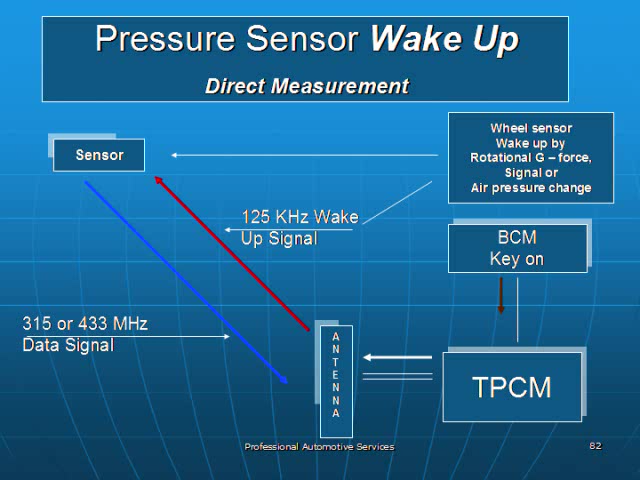 Pressure Sensor Wake Up
Direct Measurement
Wheel sensor
Wake up by
Rotational G – force,
Signal or
Air pressure change
Sensor
125 KHz Wake
Up Signal
BCM
Key on
315 or 433 MHz
Data Signal
ANTENNA
TPCM
Professional Automotive Services
82